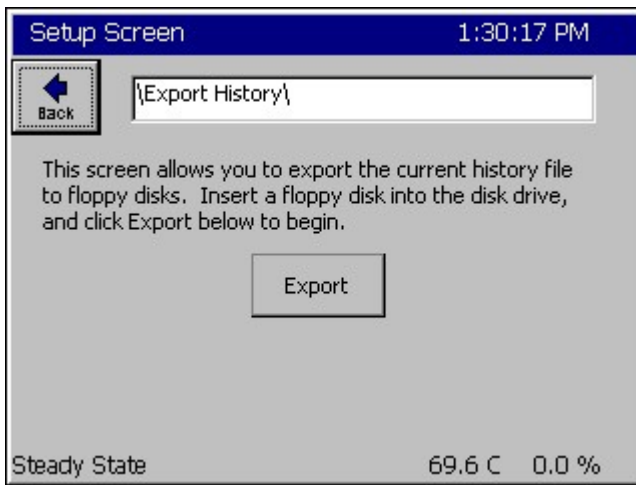 Setup Screen 1:30:17 PM
Back
\Export History\
This screen allows you to export the current history file
to floppy disks.  Insert a floppy disk into the disk drive,
and click Export below to begin.
Export
Steady State 69.6 C 0.0 %